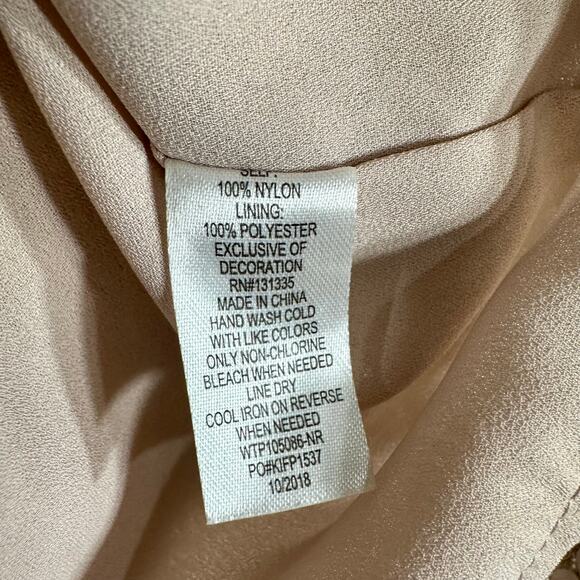 SELF:
100% NYLON
LINING:
100% POLYESTER
EXCLUSIVE OF
DECORATION
RN#131335
MADE IN CHINA
HAND WASH COLD
WITH LIKE COLORS
ONLY NON-CHLORINE
BLEACH WHEN NEEDED
LINE DRY
COOL IRON ON REVERSE
WHEN NEEDED
WTP105086-NR
PO#KIFP1537
10/2018